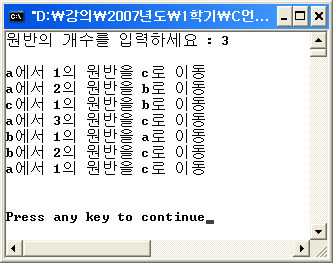 "D:₩강의₩2007년도₩1학기₩C언...
원반의 개수를 입력하세요 : 3
a에서 1의 원반을 c로 이동
a에서 2의 원반을 b로 이동
c에서 1의 원반을 b로 이동
a에서 3의 원반을 c로 이동
b에서 1의 원반을 a로 이동
b에서 2의 원반을 c로 이동
a에서 1의 원반을 c로 이동
Press any key to continue